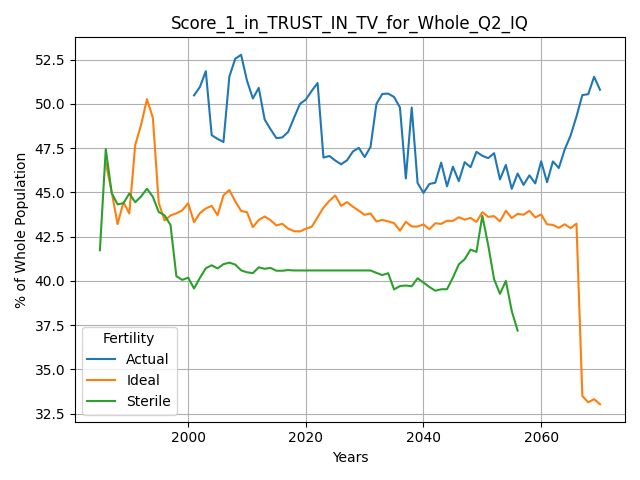 Score_1_in_TRUST_IN_TV_for_Whole_Q2_IQ
% of Whole Population
52.5
50.0
47.5
45.0
42.5
40.0
37.5
35.0
32.5
Fertility
Actual
Ideal
Sterile
2000
2020
2040
2060
Years